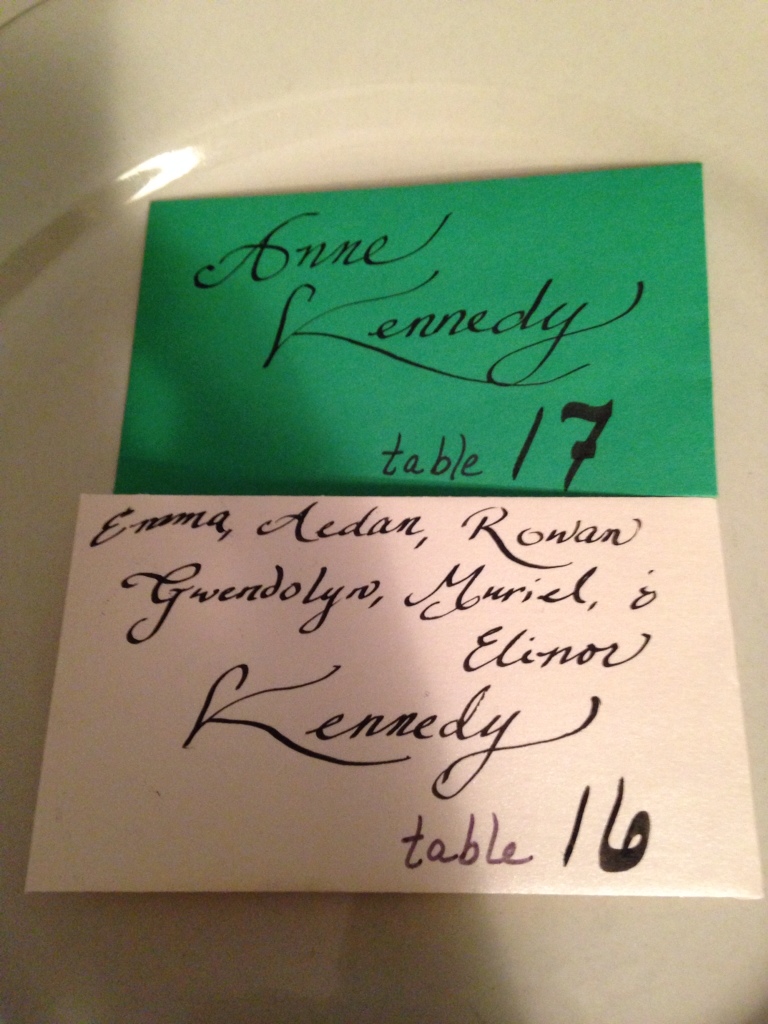 Anne
Kennedy
table 17
Emma, Aedan, Rowan
Gwendolyn, Muriel, &
Elinor
Kennedy
table 16